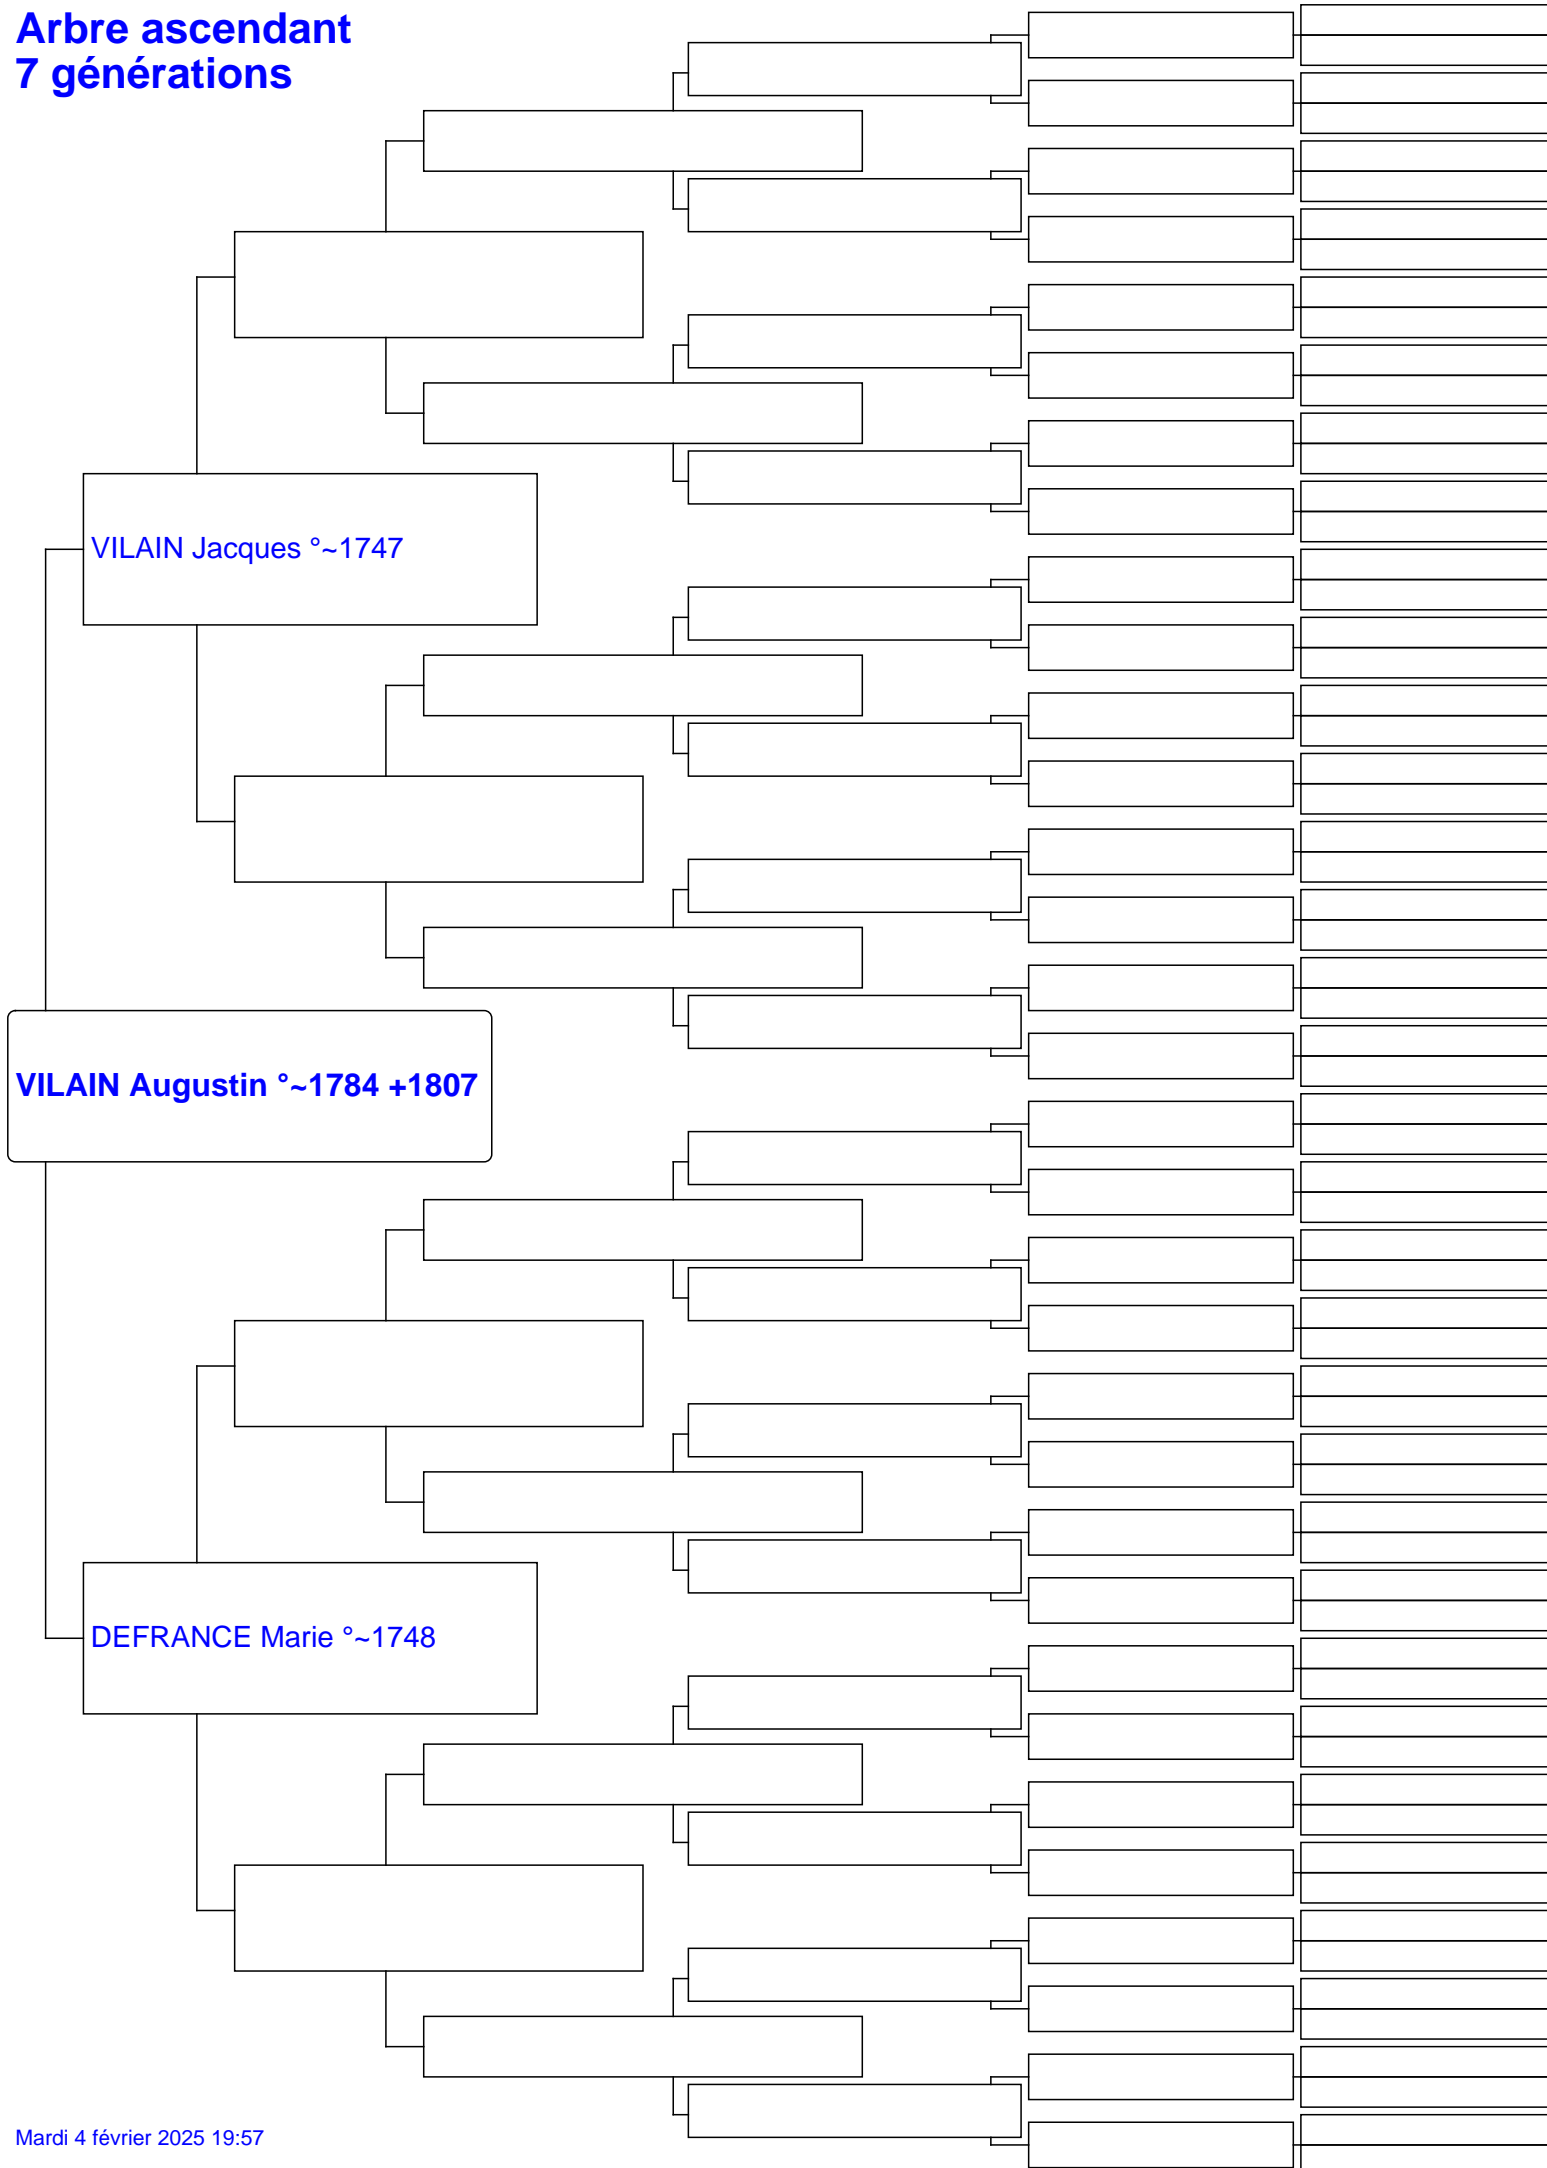 Arbre ascendant
7 générations
VILAIN Jacques °~1747
VILAIN Augustin °~1784 +1807
DEFRANCE Marie °~1748
Mardi 4 février 2025 19:57